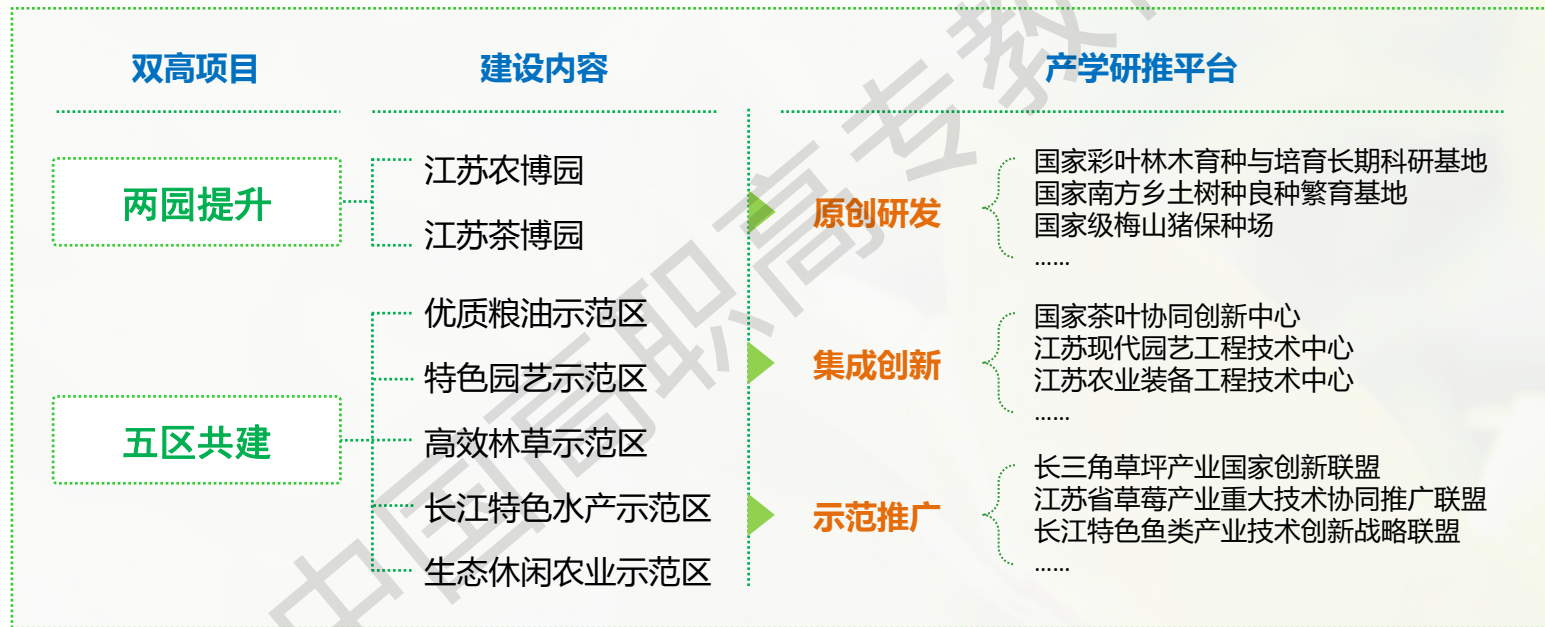 双高项目
建设内容
产学研推平台
两园提升
江苏农博园
江苏茶博园
五区共建
优质粮油示范区
特色园艺示范区
高效林草示范区
长江特色水产示范区
生态休闲农业示范区
原创研发
国家彩叶林木育种与培育长期科研基地
国家南方乡土树种良种繁育基地
国家级梅山猪保种场
……
集成创新
国家茶叶协同创新中心
江苏现代园艺工程技术中心
江苏农业装备工程技术中心
……
示范推广
长三角草坪产业国家创新联盟
江苏省草莓产业重大技术协同推广联盟
长江特色鱼类产业技术创新战略联盟
……
中国高职高专教